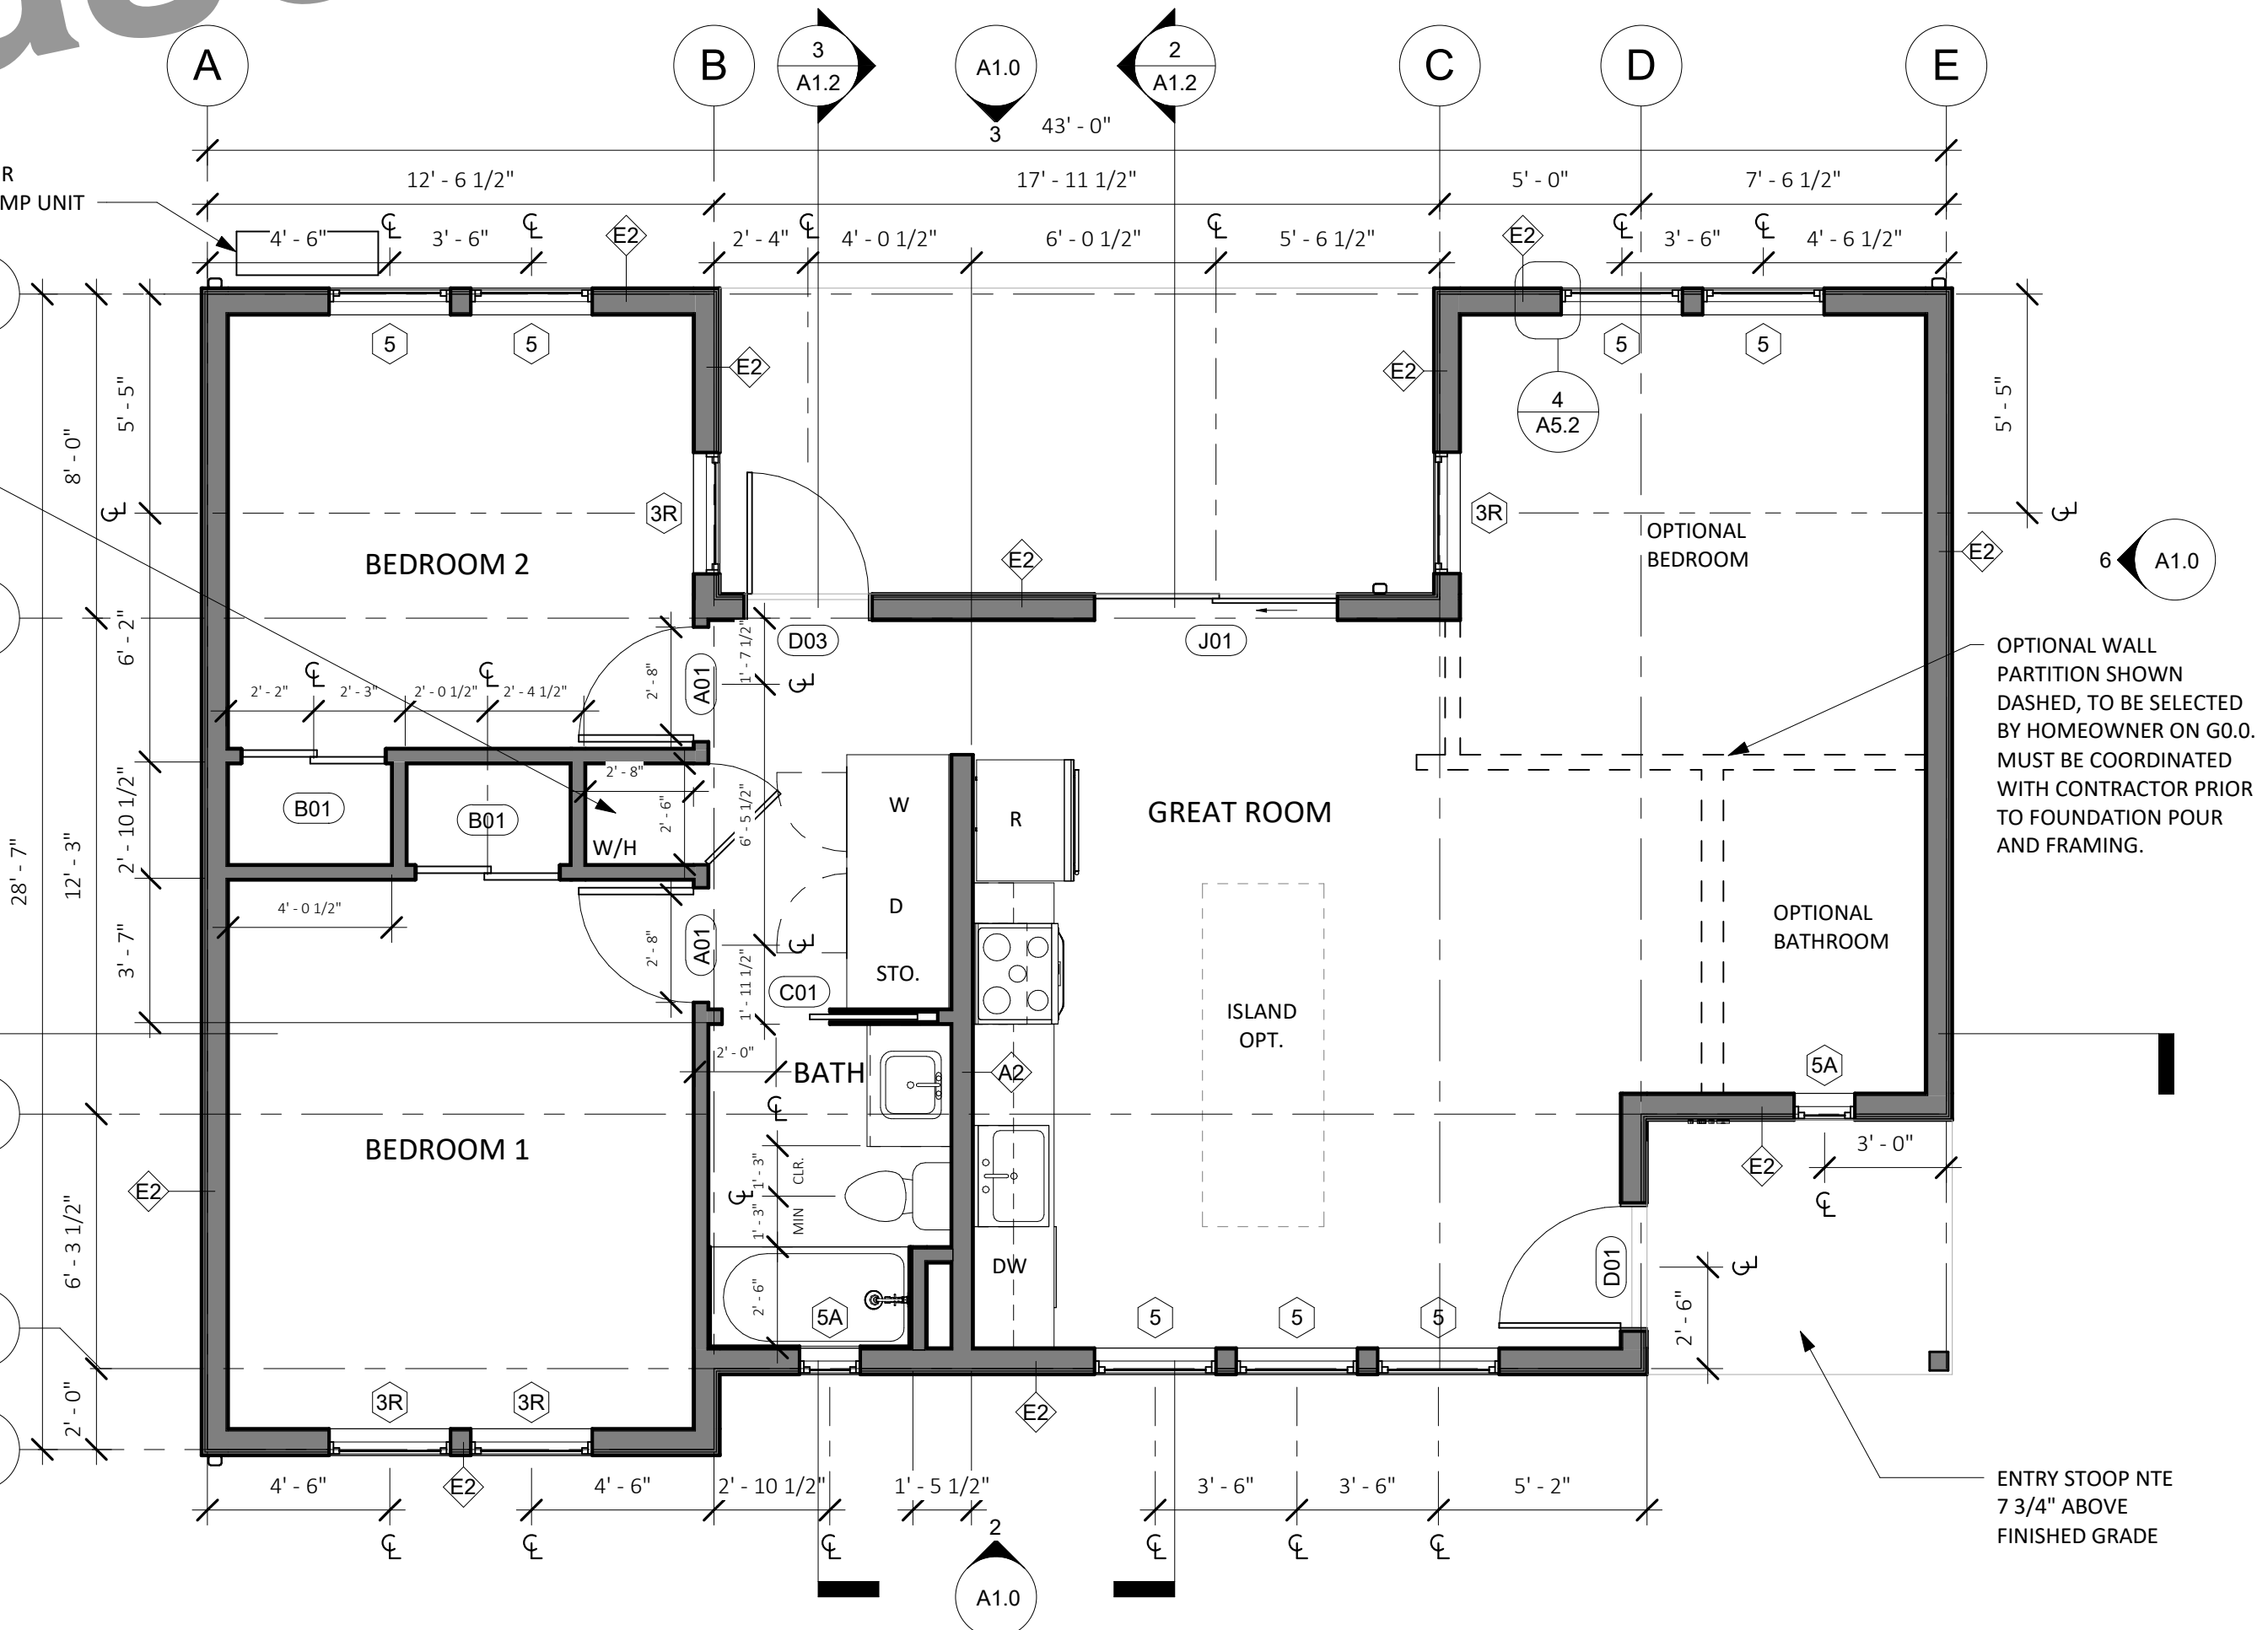 A
B
3
A1.2
A1.0
3
2
A1.2
C
D
E
43' - 0"
12' - 6 1/2"
17' - 11 1/2"
5' - 0"
7' - 6 1/2"
R
MP UNIT
4' - 6"
3' - 6"
E2
2' - 4"
4' - 0 1/2"
6' - 0 1/2"
5' - 6 1/2"
E2
3' - 6"
4' - 6 1/2"
5
5
5
5
E2
E2
4
A5.2
5' - 5"
8' - 0"
5' - 5"
3R
3R
BEDROOM 2
OPTIONAL
BEDROOM
E2
E2
6
A1.0
6' - 2"
2' - 8"
A01
1' - 7 1/2"
D03
J01
2' - 2"
2' - 3"
2' - 0 1/2"
2' - 4 1/2"
OPTIONAL WALL
PARTITION SHOWN
DASHED, TO BE SELECTED
BY HOMEOWNER ON G0.0.
MUST BE COORDINATED
WITH CONTRACTOR PRIOR
TO FOUNDATION POUR
AND FRAMING.
28' - 7"
12' - 3"
2' - 10 1/2"
B01
B01
2' - 8"
2' - 6"
W/H
6' - 5 1/2"
W
R
GREAT ROOM
D
STO.
3' - 7"
4' - 0 1/2"
2' - 8"
A01
1' - 11 1/2"
C01
OPTIONAL
BATHROOM
ISLAND
OPT.
2' - 0"
BATH
A2
5A
BEDROOM 1
E2
6' - 3 1/2"
1' - 3"
CLR.
1' - 3"
MIN
E2
3' - 0"
2' - 6"
5A
DW
5
5
5
D01
2' - 6"
2' - 0"
3R
3R
E2
E2
4' - 6"
4' - 6"
2' - 10 1/2"
1' - 5 1/2"
3' - 6"
3' - 6"
5' - 2"
2
A1.0
ENTRY STOOP NTE
7 3/4" ABOVE
FINISHED GRADE